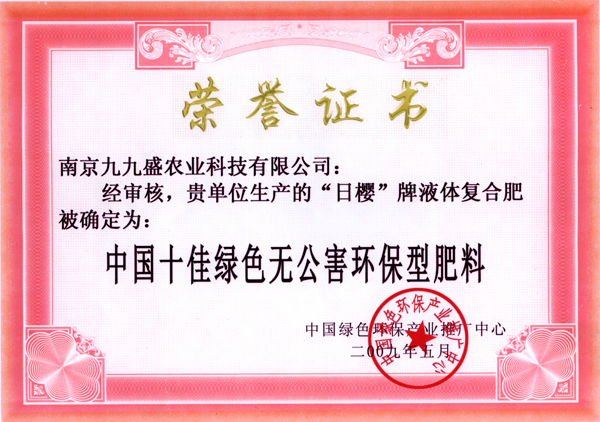 荣誉证书
南京九九盛农业科技有限公司：
经审核，贵单位生产的“日樱”牌液体复合肥
被确定为：
中国十佳绿色无公害环保型肥料
中国绿色环保产业推广中心
二00九年五月
中国绿色环保产业推广中心